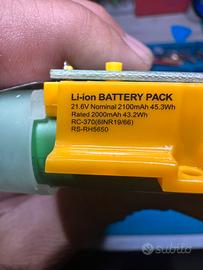 Li-ion BATTERY PACK
21.6V Nominal 2100mAh 45.3Wh
Rated 2000mAh 43.2Wh
RC-370(6INR19/66)
RS-RH5650
subito